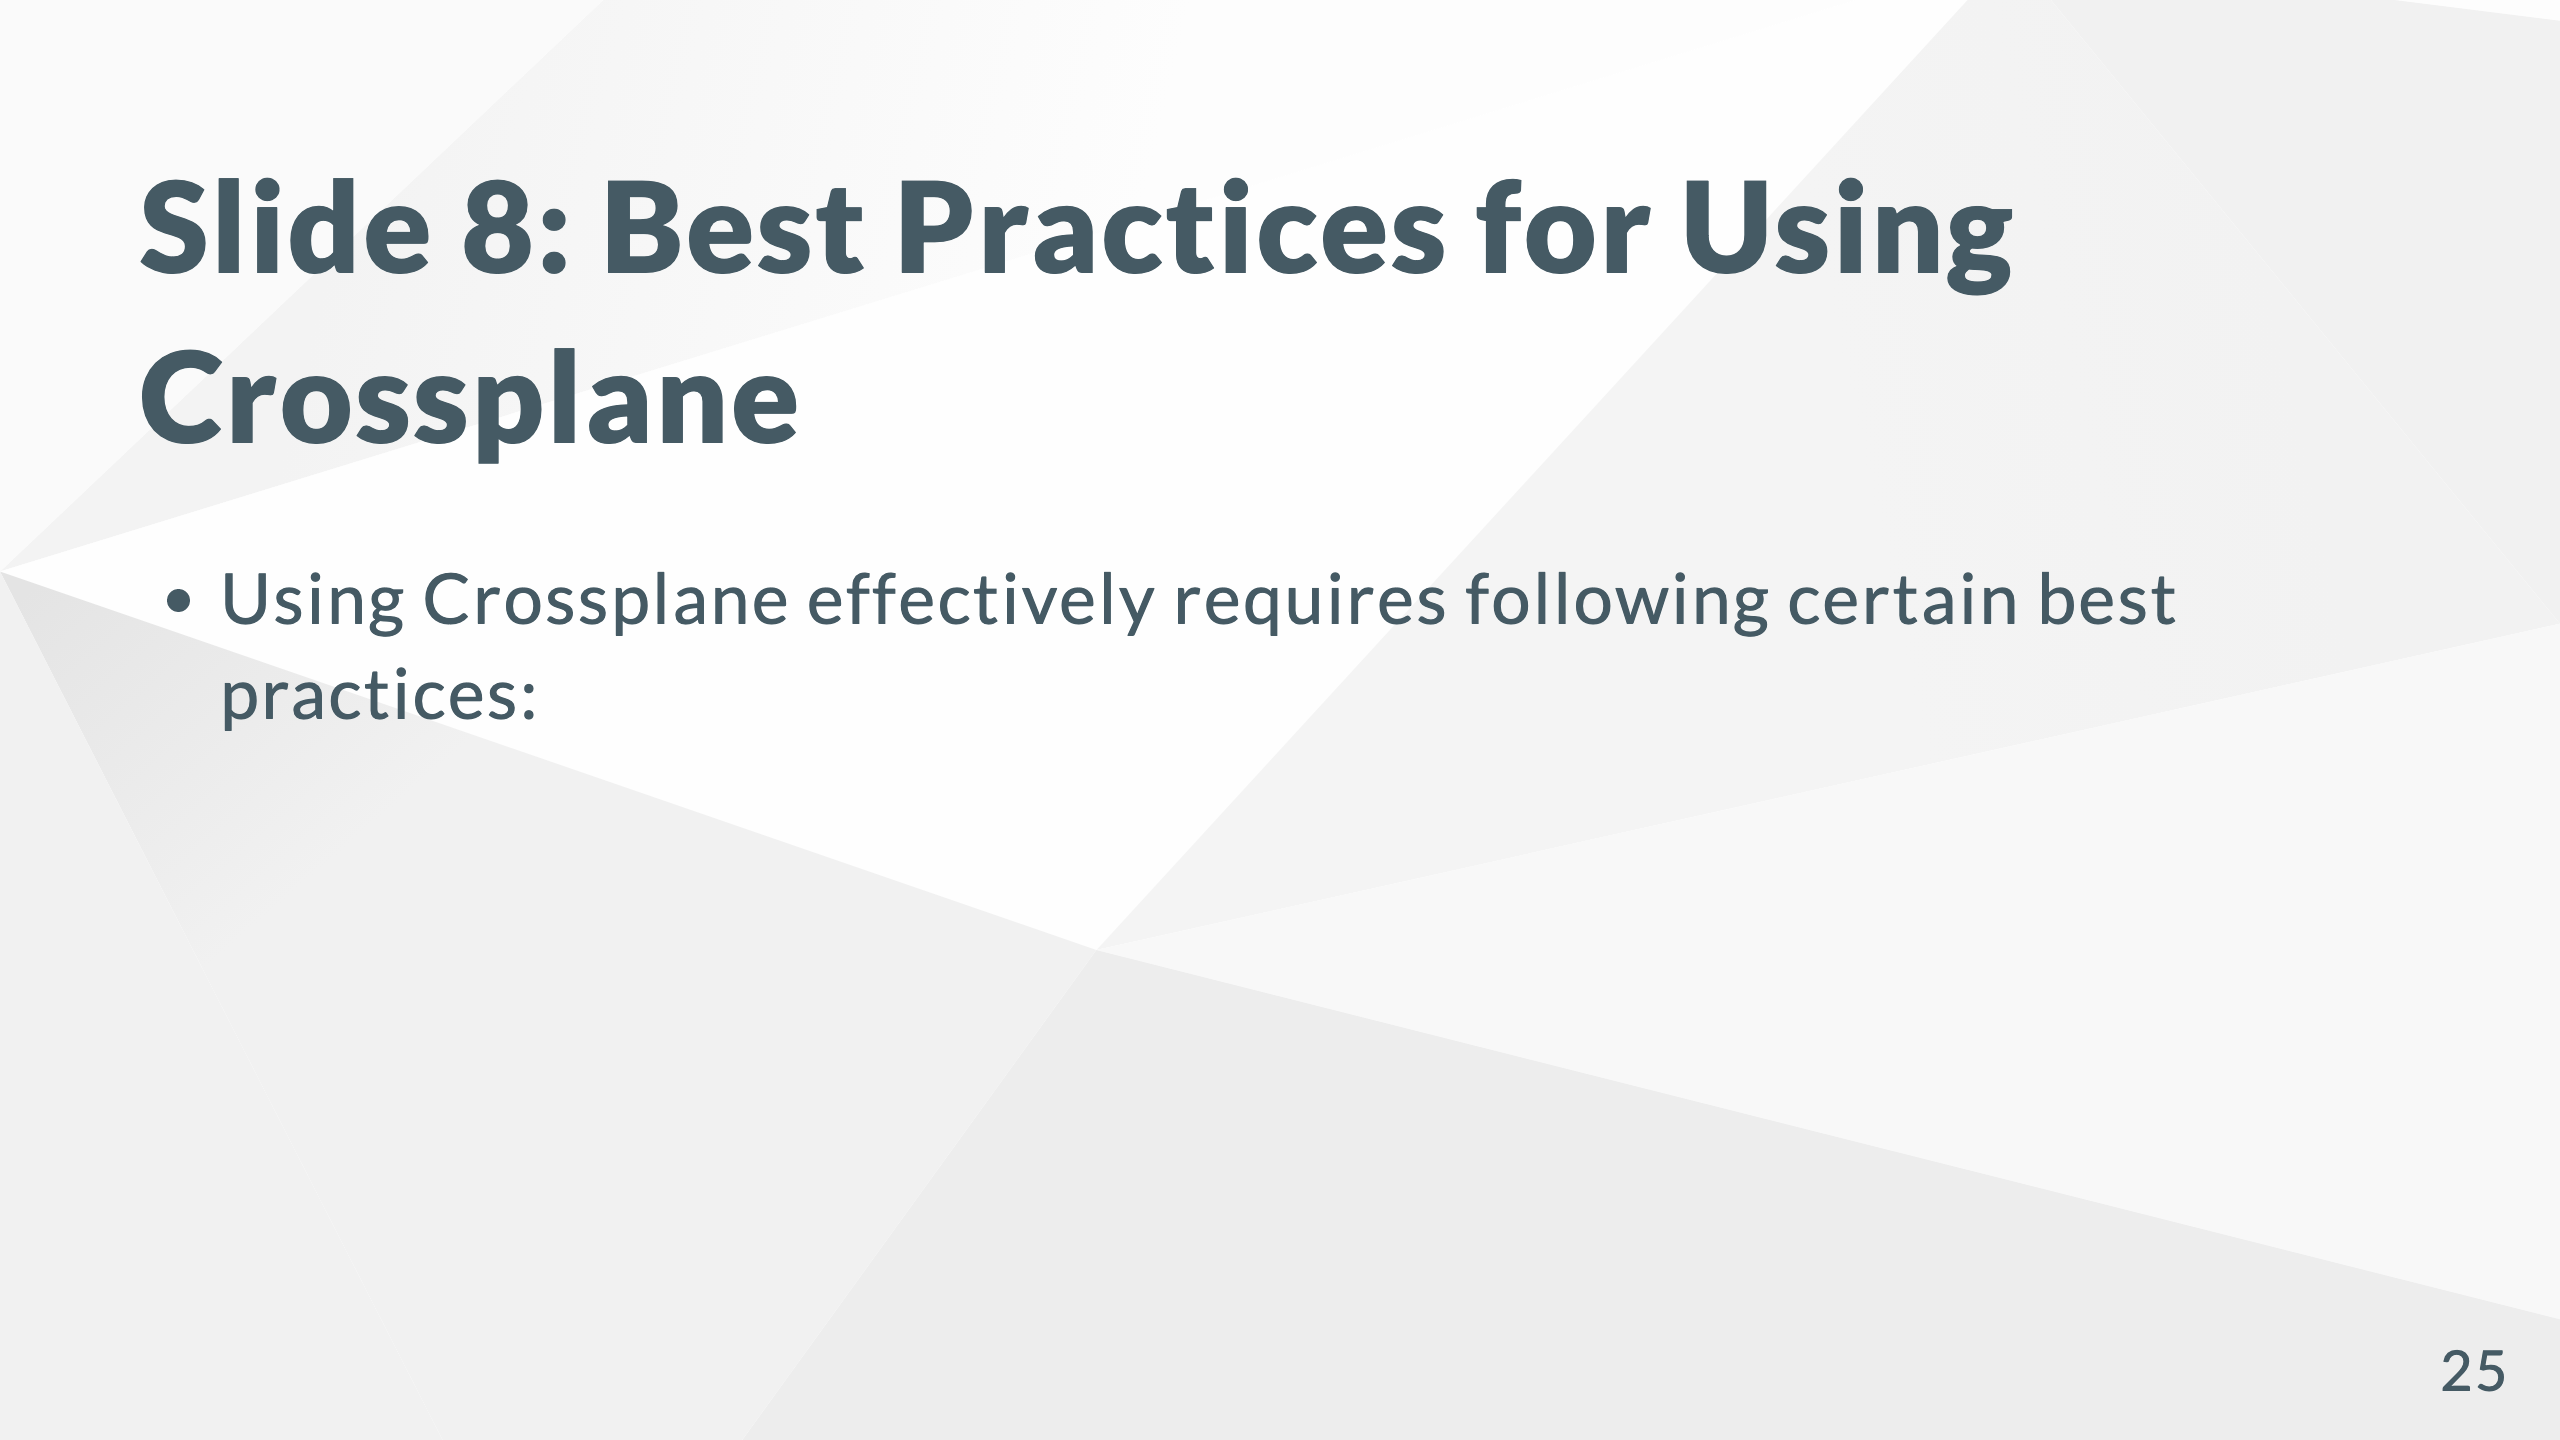 Slide 8: Best Practices for Using
Crossplane
• Using Crossplane effectively requires following certain best
practices:
25